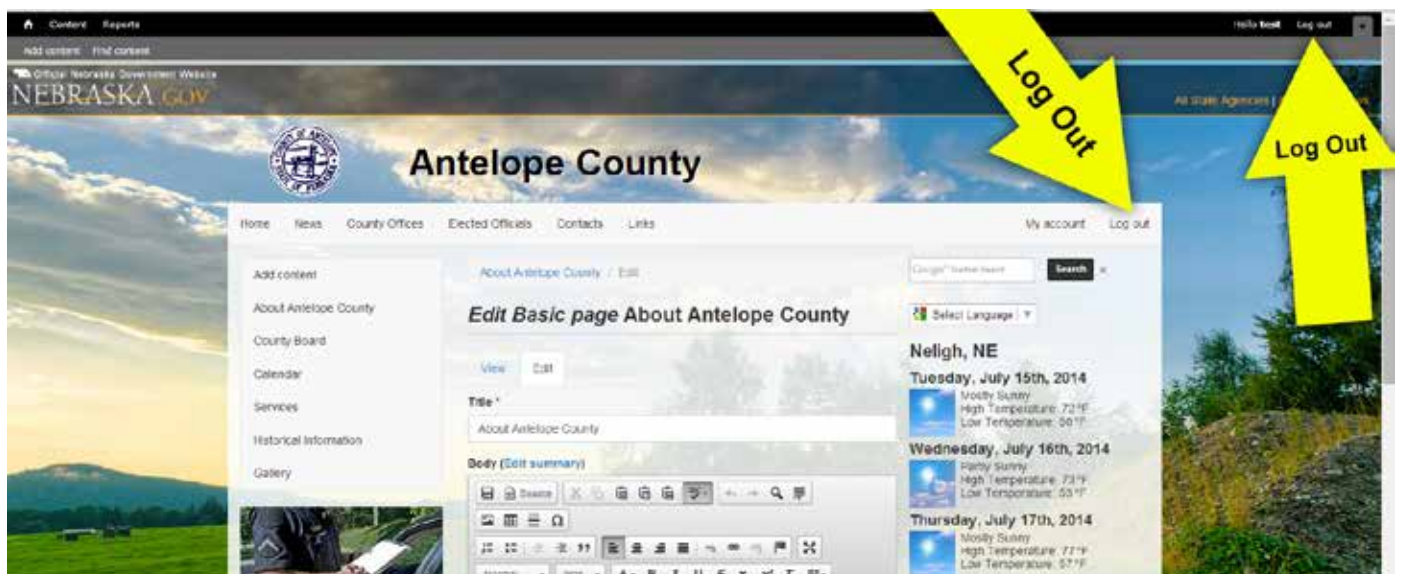 Content Reports
Hello test Log out
Add content Find content
Official Nebraska Government Website
NEBRASKA.GOV
All State Agencies |
Log Out
Log Out
Antelope County
Home News County Offices Elected Officials Contacts Links
My account Log out
Add content
About Antelope County
County Board
Calendar
Services
Historical Information
Gallery
About Antelope County / Edit
Edit Basic page About Antelope County
View Edit
Title *
About Antelope County
Body (Edit summary)
Source
Search
Select Language
Neligh, NE
Tuesday, July 15th, 2014
Mostly Sunny
High Temperature: 72°F
Low Temperature: 50°F
Wednesday, July 16th, 2014
Partly Sunny
High Temperature: 73°F
Low Temperature: 53°F
Thursday, July 17th, 2014
Mostly Sunny
High Temperature: 77°F
Low Temperature: 57°F